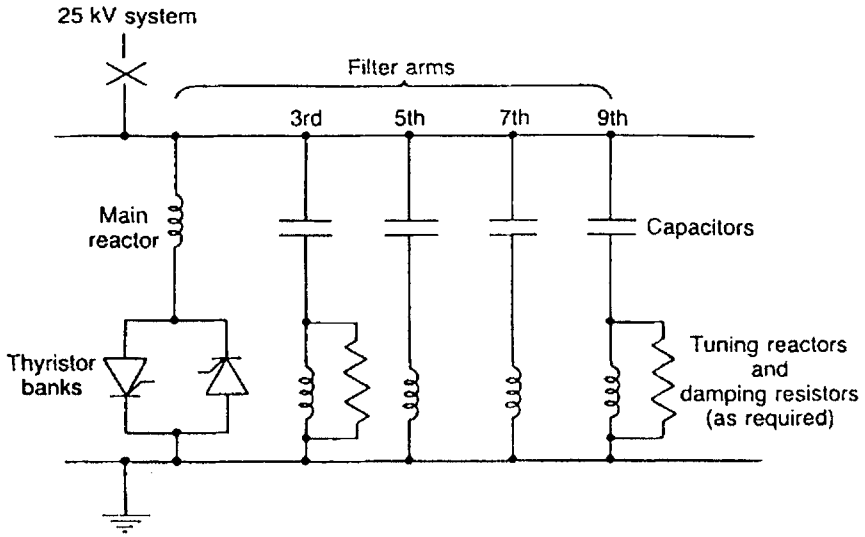 25 kV system
Filter arms
3rd
5th
7th
9th
Main
reactor
Capacitors
Thyristor
banks
Tuning reactors
and
damping resistors
(as required)